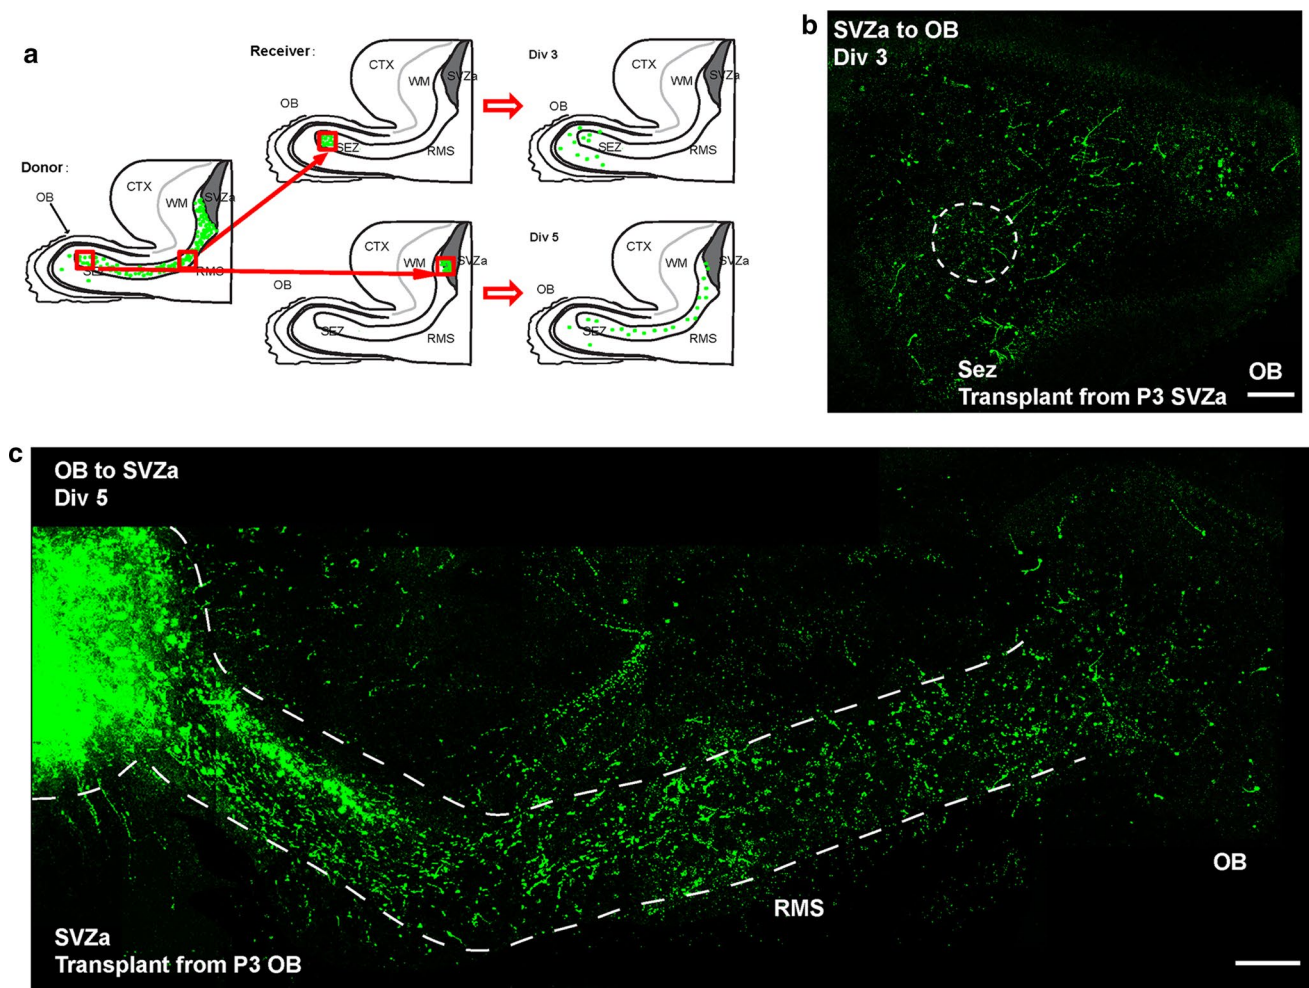 a
Receiver :
Div 3
CTX
WM
SVZa
OB
SEZ
RMS
SVZa
OB
SEZ
RMS
Donor :
OB
CTX
WM
SVZa
SEZ
RMS
Div 5
CTX
WM
SVZa
OB
SEZ
RMS
CTX
WM
SVZa
OB
SEZ
RMS
CTX
WM
b
SVZa to OB
Div 3
Sez
Transplant from P3 SVZa
OB
c
OB to SVZa
Div 5
OB
RMS
SVZa
Transplant from P3 OB